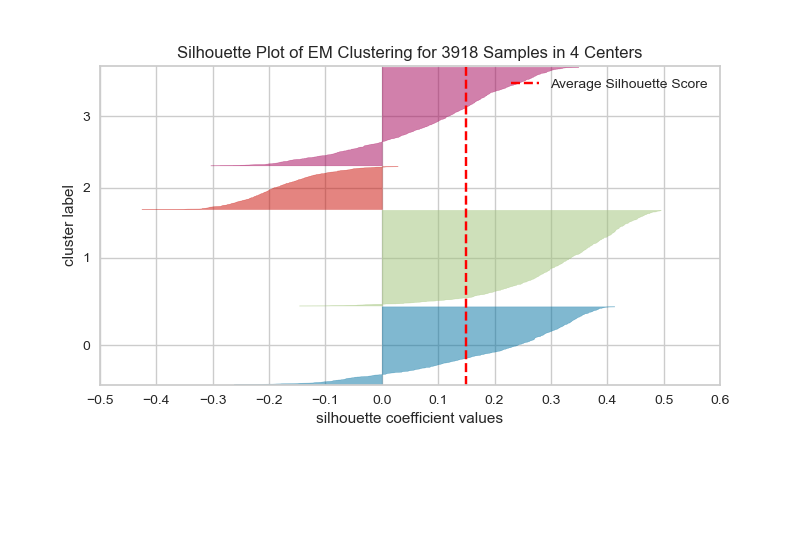 Silhouette Plot of EM Clustering for 3918 Samples in 4 Centers
Average Silhouette Score
3
2
1
0
cluster label
−0.5 −0.4 −0.3 −0.2 −0.1 0.0 0.1 0.2 0.3 0.4 0.5 0.6
silhouette coefficient values